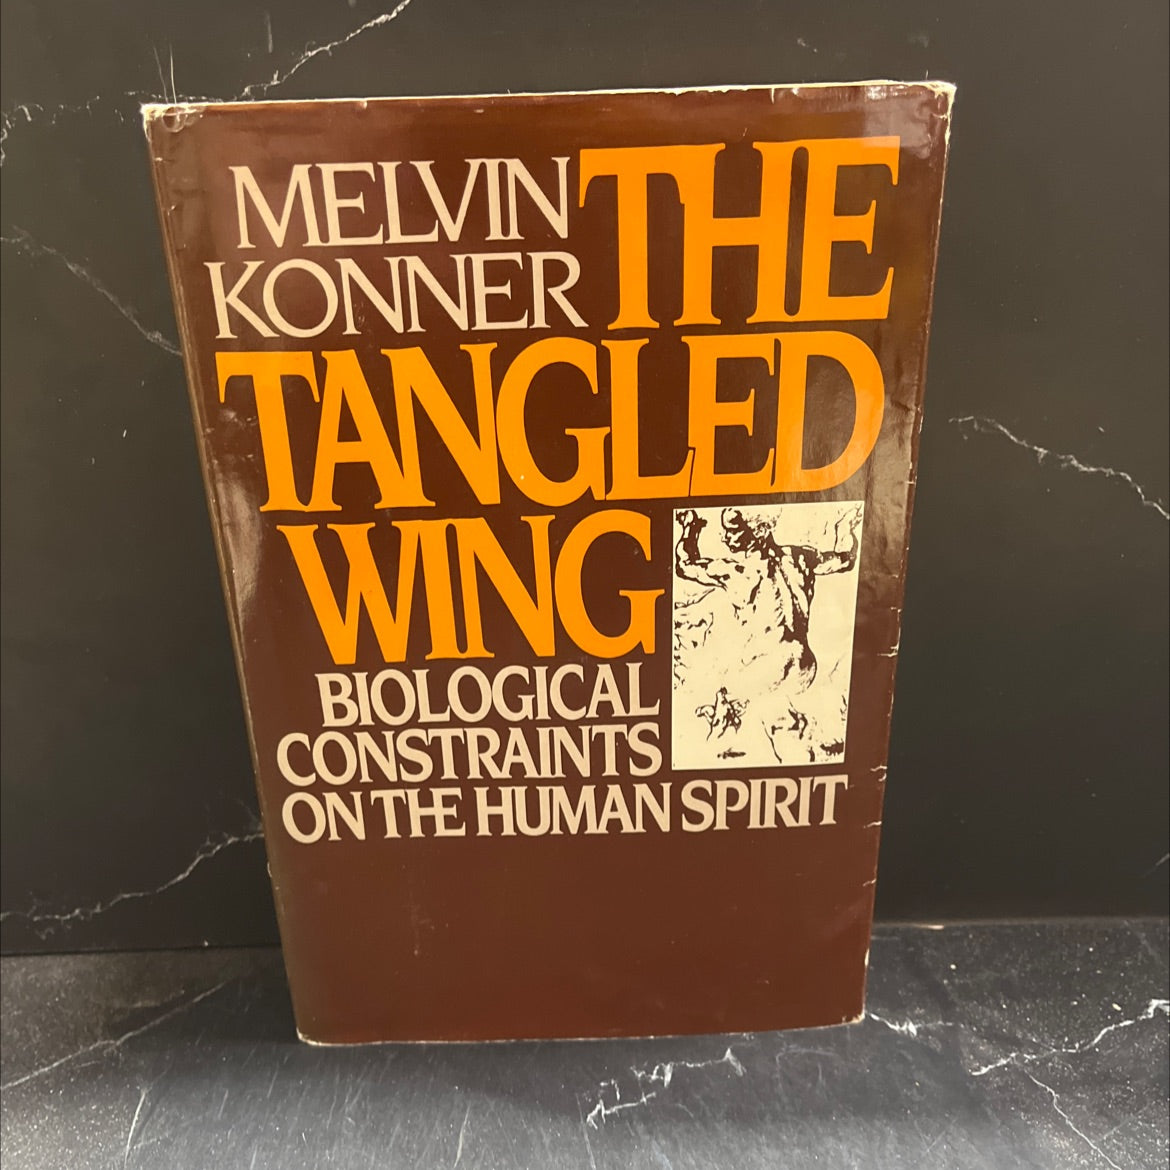 MELVIN
KONNER
THE
TANGLED
WING
BIOLOGICAL
CONSTRAINTS
ON THE HUMAN SPIRIT